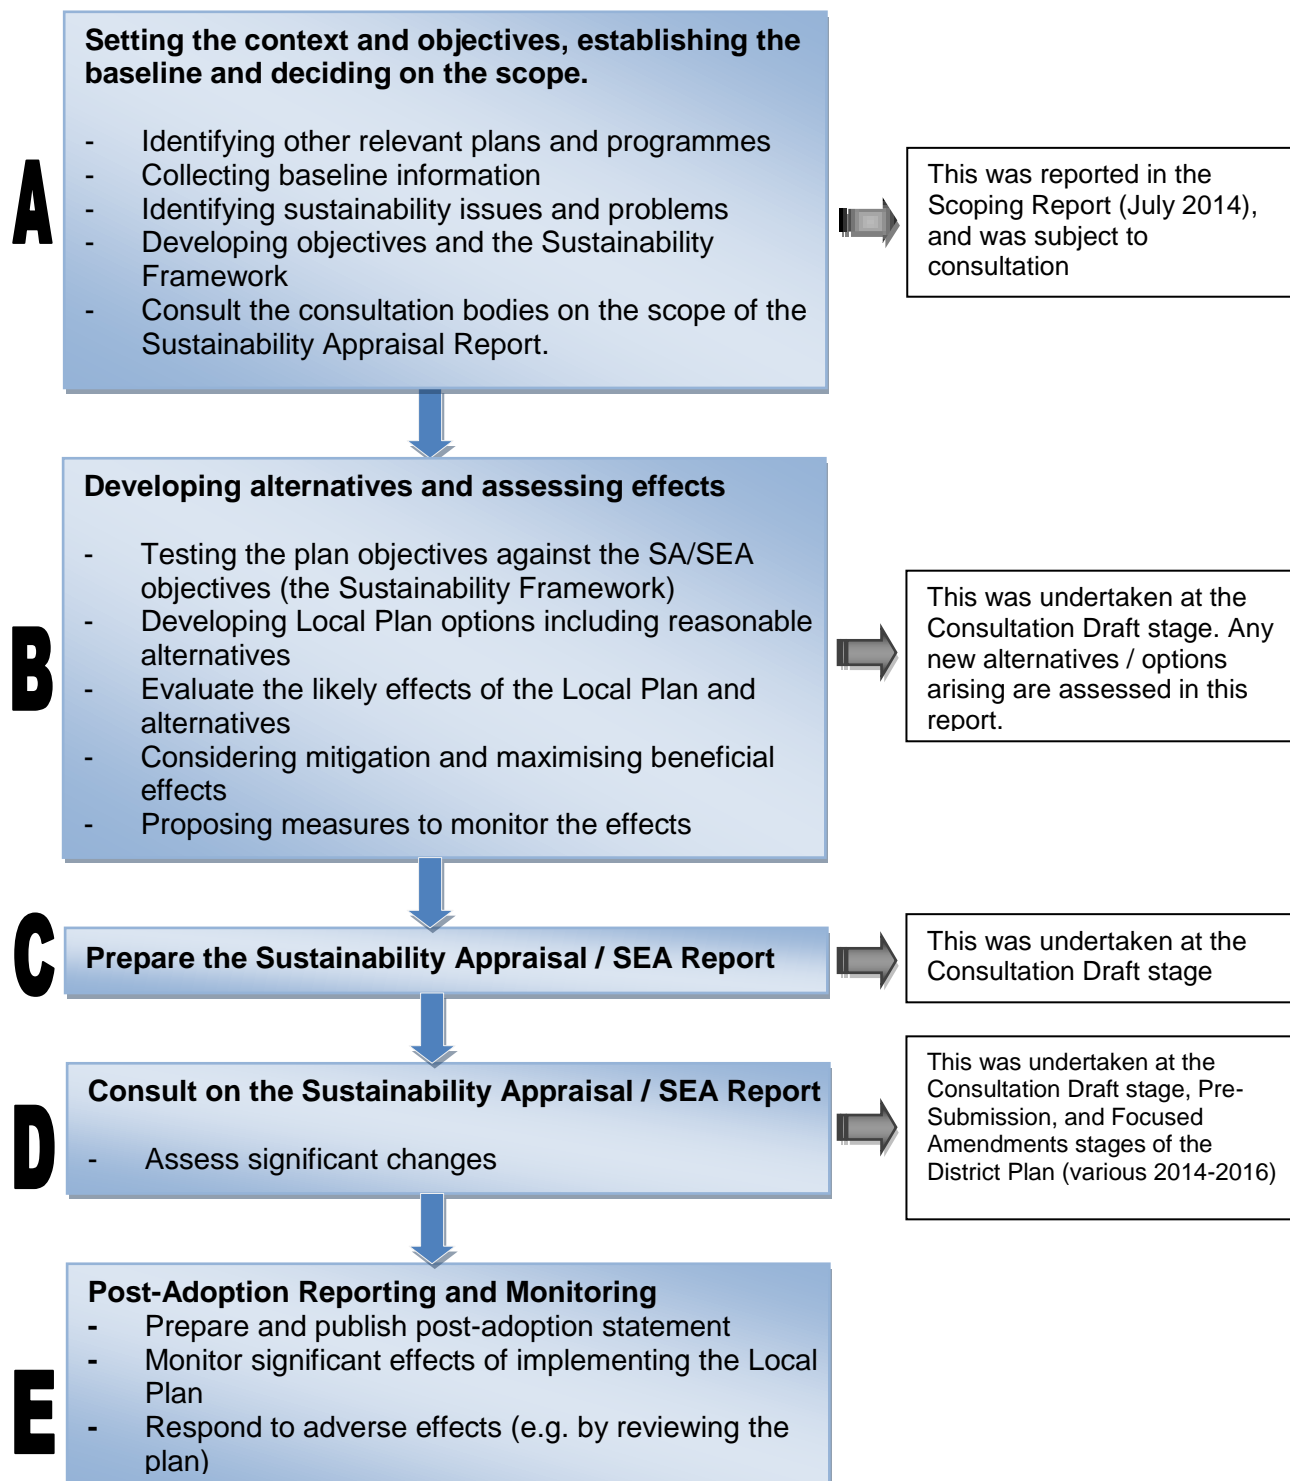 A
Setting the context and objectives, establishing the
baseline and deciding on the scope.
- Identifying other relevant plans and programmes
- Collecting baseline information
- Identifying sustainability issues and problems
- Developing objectives and the Sustainability
Framework
- Consult the consultation bodies on the scope of the
Sustainability Appraisal Report.
This was reported in the
Scoping Report (July 2014),
and was subject to
consultation
B
Developing alternatives and assessing effects
- Testing the plan objectives against the SA/SEA
objectives (the Sustainability Framework)
- Developing Local Plan options including reasonable
alternatives
- Evaluate the likely effects of the Local Plan and
alternatives
- Considering mitigation and maximising beneficial
effects
- Proposing measures to monitor the effects
This was undertaken at the
Consultation Draft stage. Any
new alternatives / options
arising are assessed in this
report.
C
Prepare the Sustainability Appraisal / SEA Report
This was undertaken at the
Consultation Draft stage
D
Consult on the Sustainability Appraisal / SEA Report
- Assess significant changes
This was undertaken at the
Consultation Draft stage, Pre-
Submission, and Focused
Amendments stages of the
District Plan (various 2014-2016)
E
Post-Adoption Reporting and Monitoring
- Prepare and publish post-adoption statement
- Monitor significant effects of implementing the Local
Plan
- Respond to adverse effects (e.g. by reviewing the
plan)